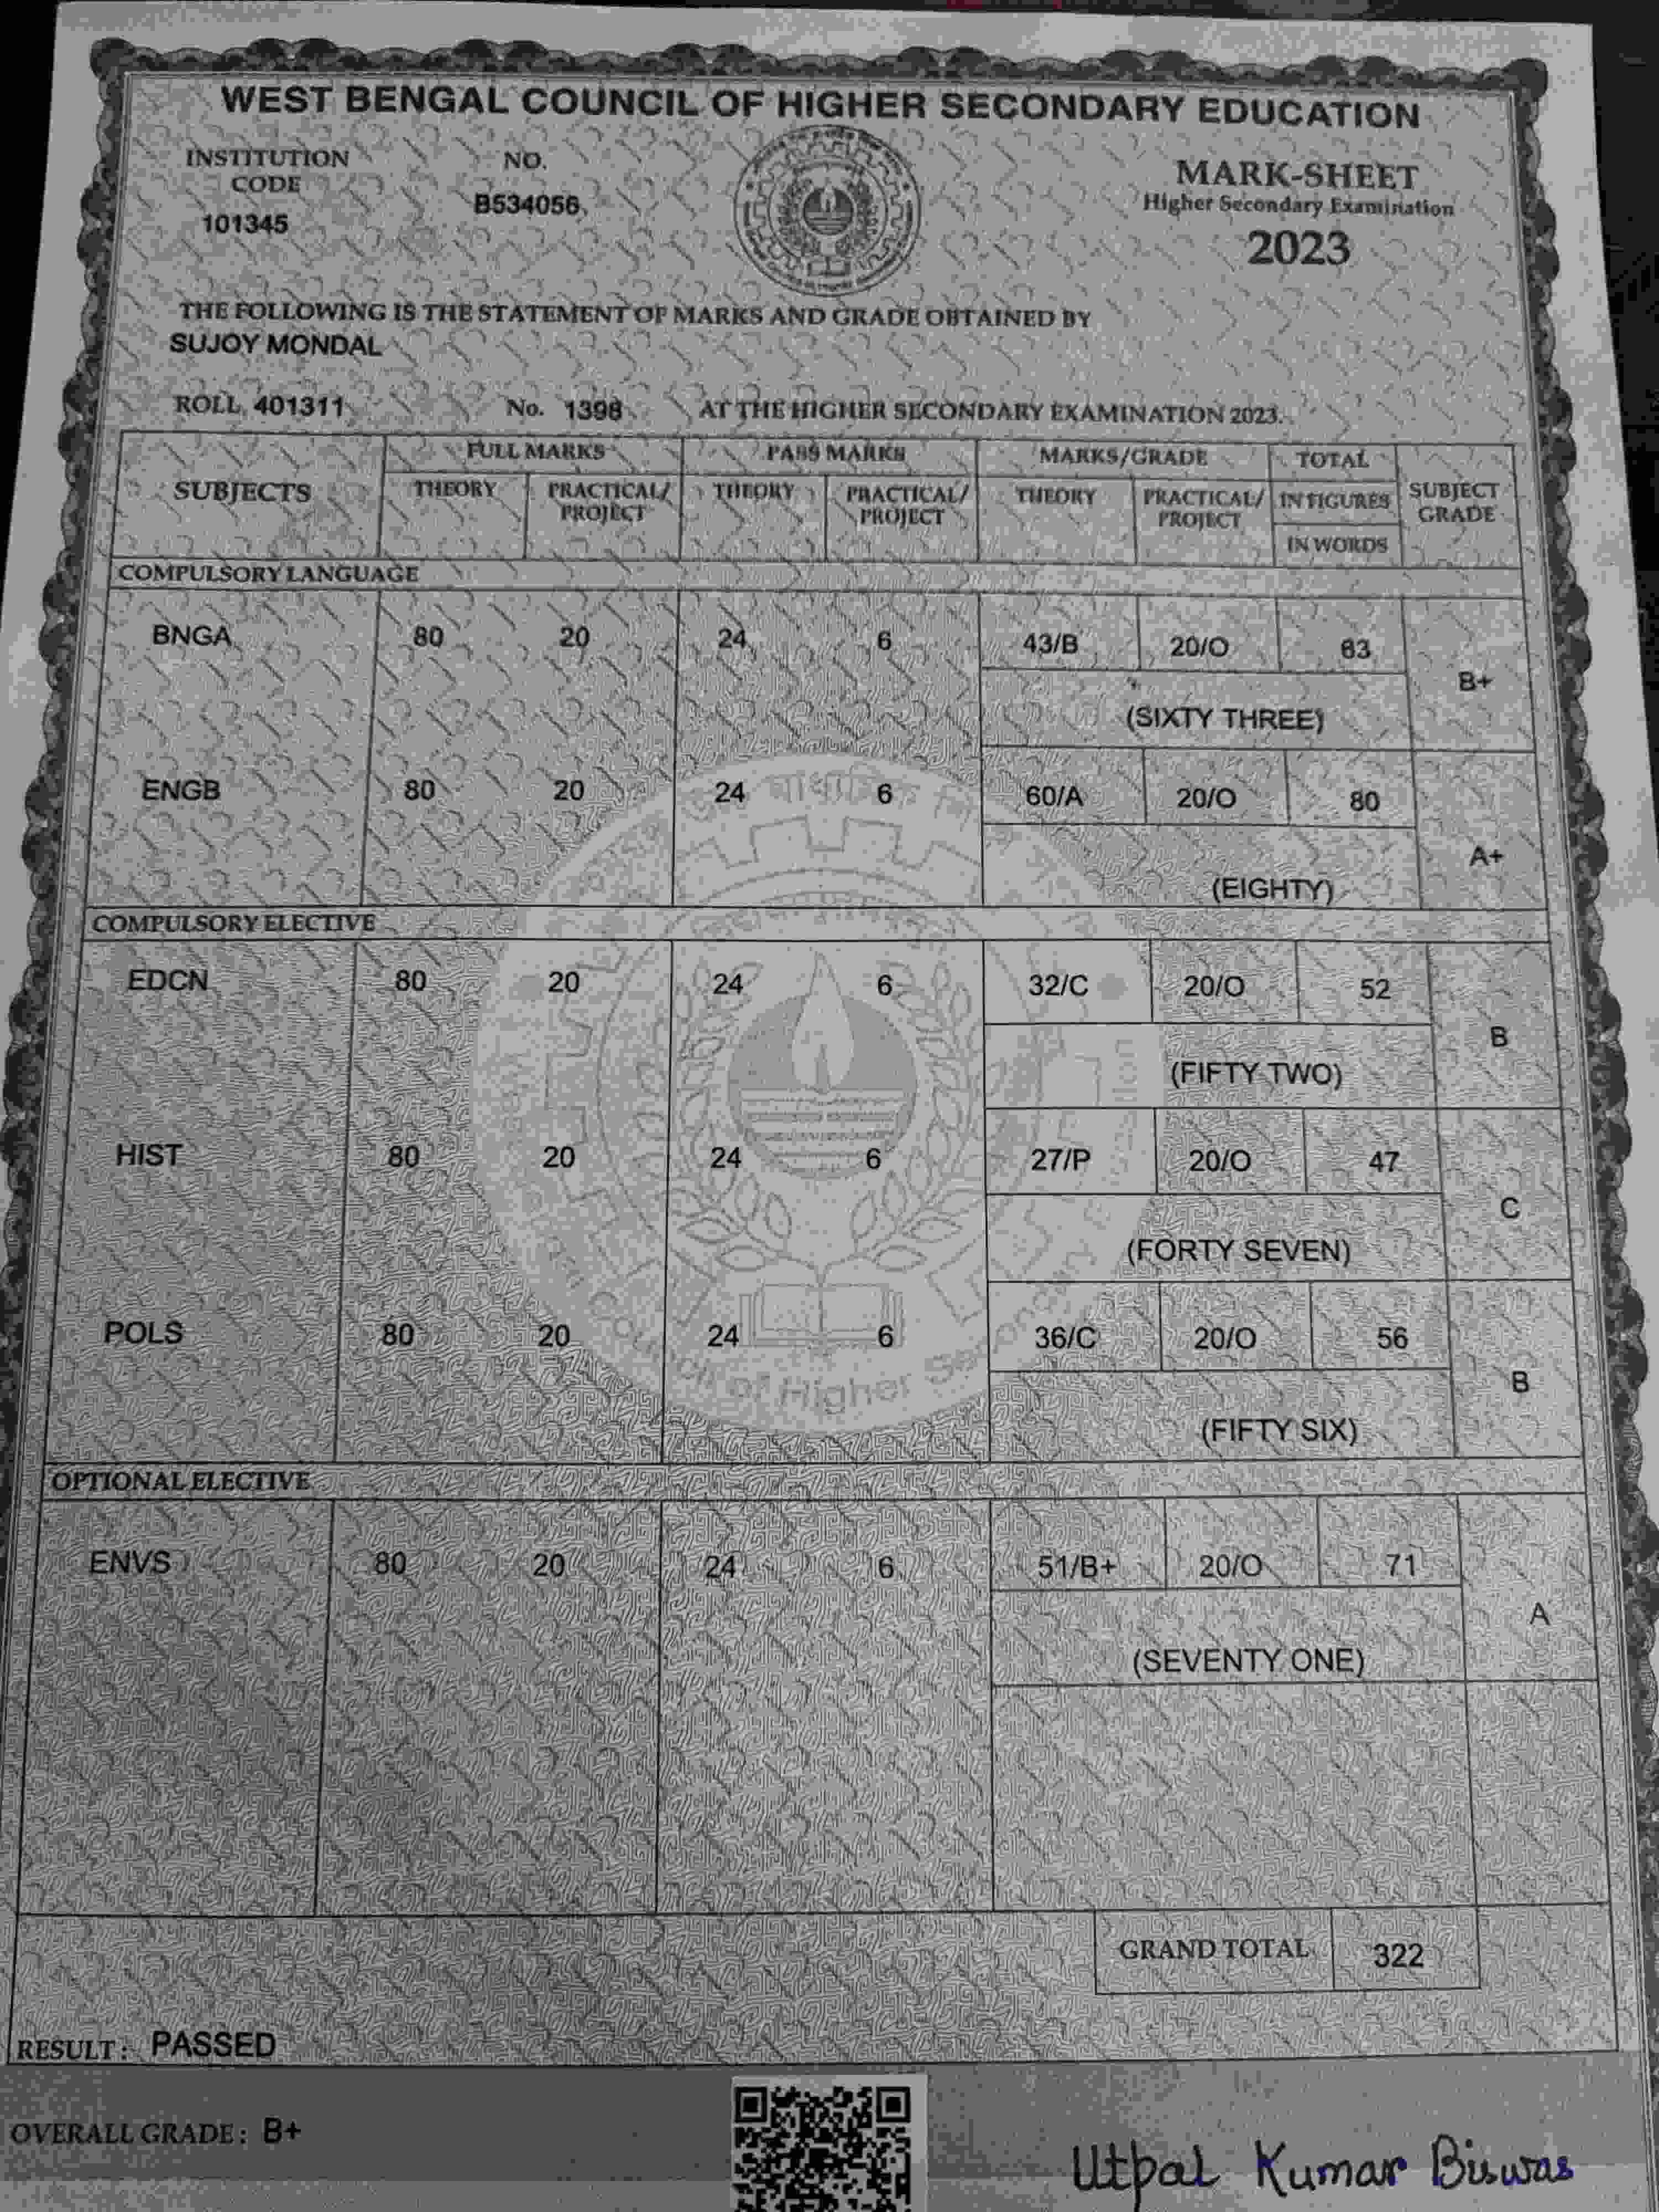 WEST BENGAL COUNCIL OF HIGHER SECONDARY EDUCATION
INSTITUTION CODE
101345
NO.
B534056
MARK-SHEET
Higher Secondary Examination
2023
THE FOLLOWING IS THE STATEMENT OF MARKS AND GRADE OBTAINED BY
SUJOY MONDAL
ROLL 401311 No. 1398 AT THE HIGHER SECONDARY EXAMINATION 2023.
SUBJECTS FULL MARKS PASS MARKS MARKS/GRADE TOTAL SUBJECT GRADE
THEORY PRACTICAL/PROJECT THEORY PRACTICAL/PROJECT THEORY PRACTICAL/PROJECT IN FIGURES
IN WORDS
COMPULSORY LANGUAGE
BNGA 80 20 24 6 43/B 20/O 63 B+
(SIXTY THREE)
ENGB 80 20 24 6 60/A 20/O 80 A+
(EIGHTY)
COMPULSORY ELECTIVE
EDCN 80 20 24 6 32/C 20/O 52 B
(FIFTY TWO)
HIST 80 20 24 6 27/P 20/O 47 C
(FORTY SEVEN)
POLS 80 20 24 6 36/C 20/O 56 B
(FIFTY SIX)
OPTIONAL ELECTIVE
ENVS 80 20 24 6 51/B+ 20/O 71 A
(SEVENTY ONE)
GRAND TOTAL 322
RESULT: PASSED
OVERALL GRADE: B+
Utpal Kumar Biswas